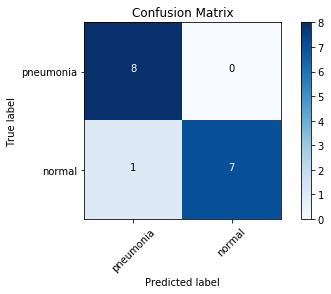 Confusion Matrix
True label
pneumonia
8
0
normal
1
7
pneumonia
normal
Predicted label
8
7
6
5
4
3
2
1
0